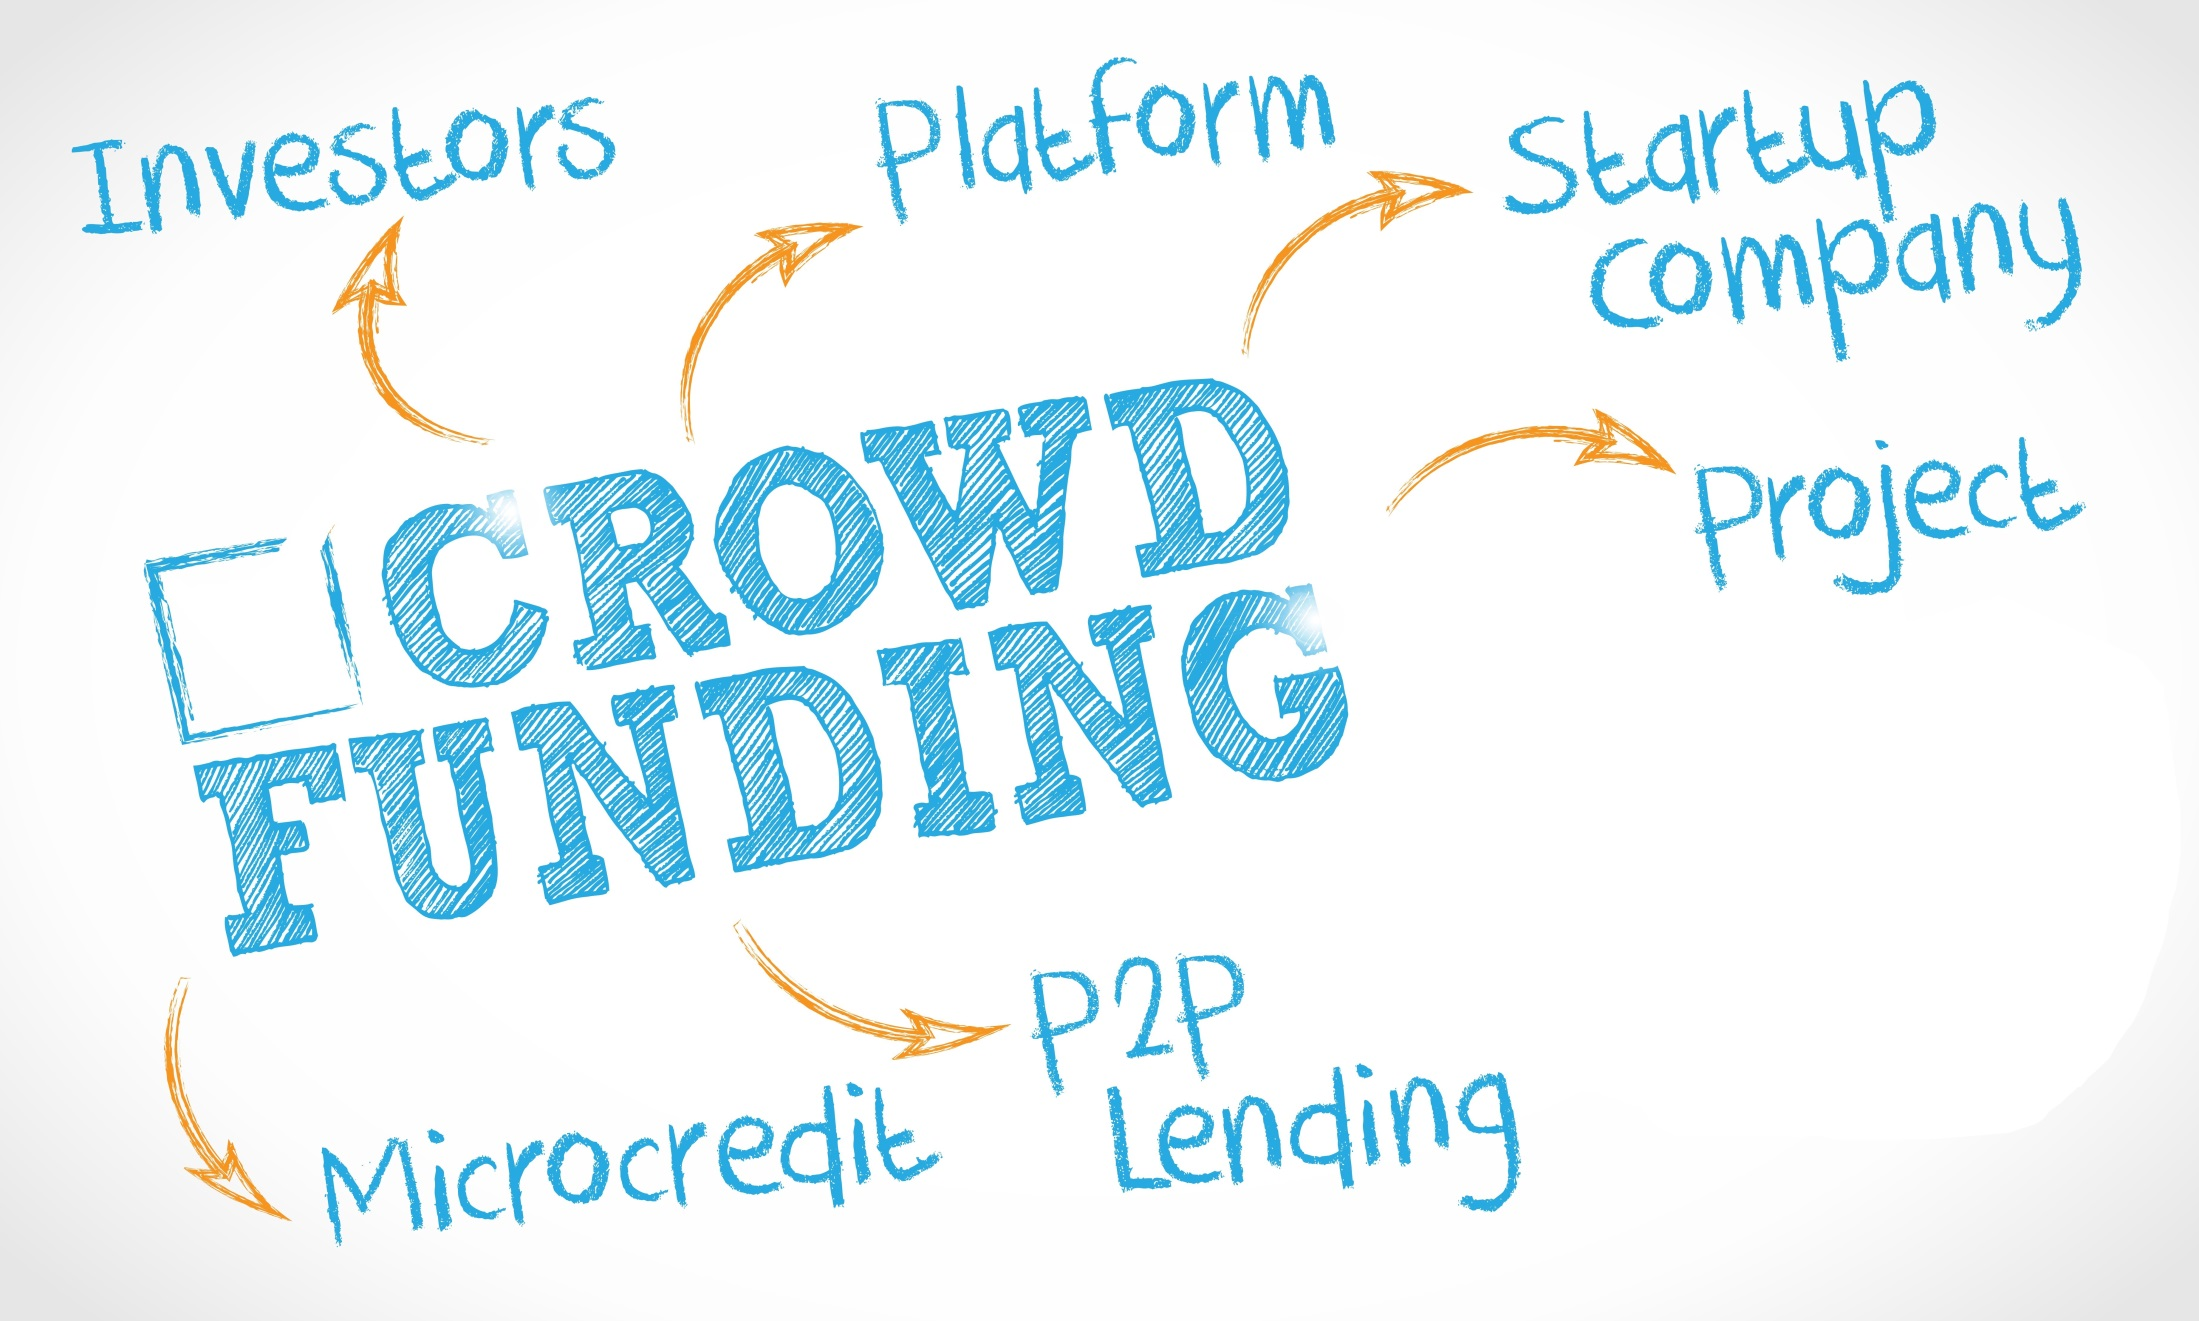 Investors
Platform
Startup
company
Project
CROWD
FUNDING
P2P
Lending
Microcredit